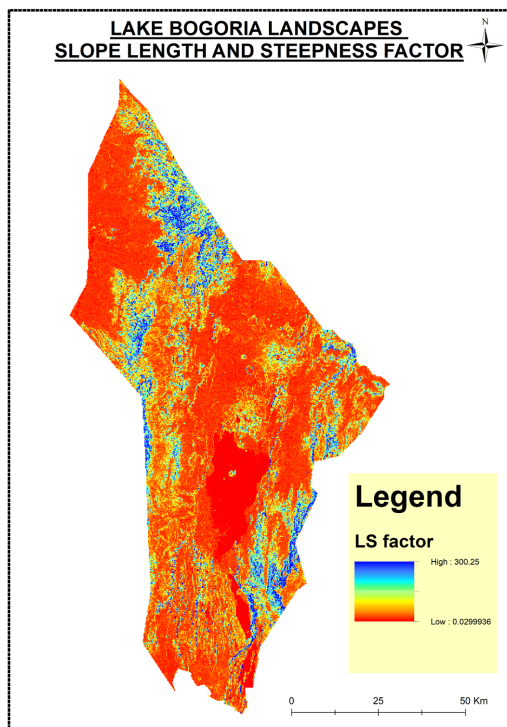 LAKE BOGORIA LANDSCAPES
SLOPE LENGTH AND STEEPNESS FACTOR
N
Legend
LS factor
High : 300.25
Low : 0.0299936
0 25 50 Km